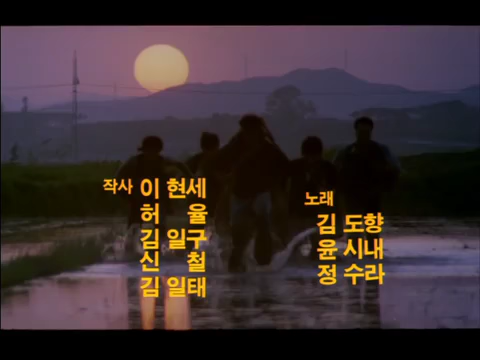 작사 이 현세
허 율
김 일구
신 철
김 일태
노래
김 도향
윤 시내
정 수라